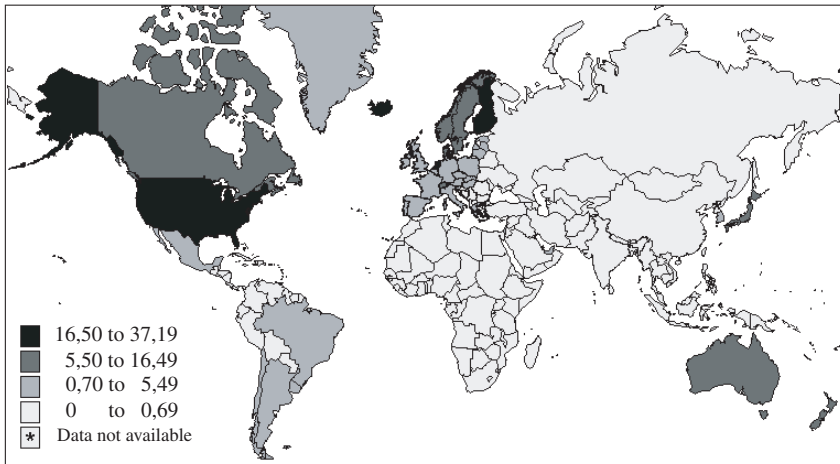 16,50 to 37,19
5,50 to 16,49
0,70 to 5,49
0 to 0,69
* Data not available